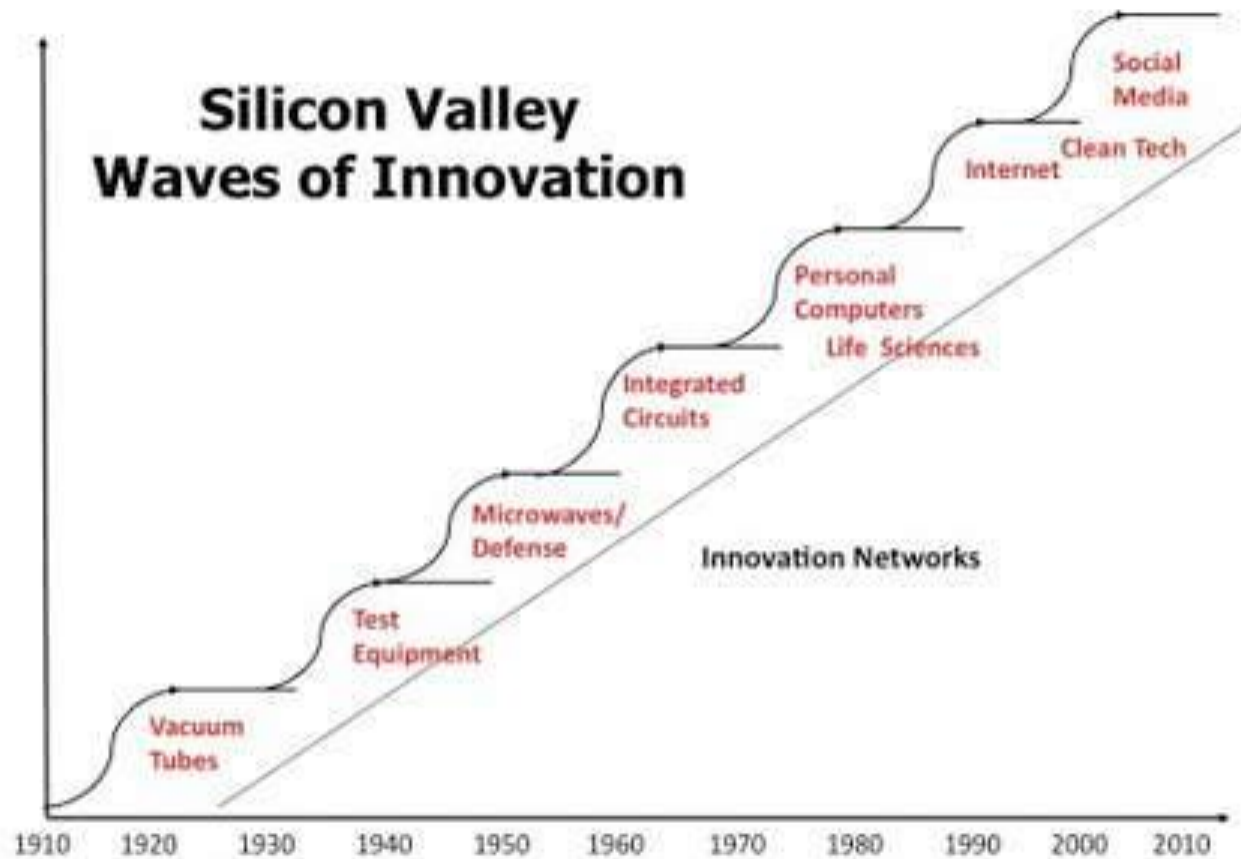 Silicon Valley
Waves of Innovation
Social
Media
Clean Tech
Internet
Personal
Computers
Life Sciences
Integrated
Circuits
Microwaves/
Defense
Innovation Networks
Test
Equipment
Vacuum
Tubes
1910 1920 1930 1940 1950 1960 1970 1980 1990 2000 2010